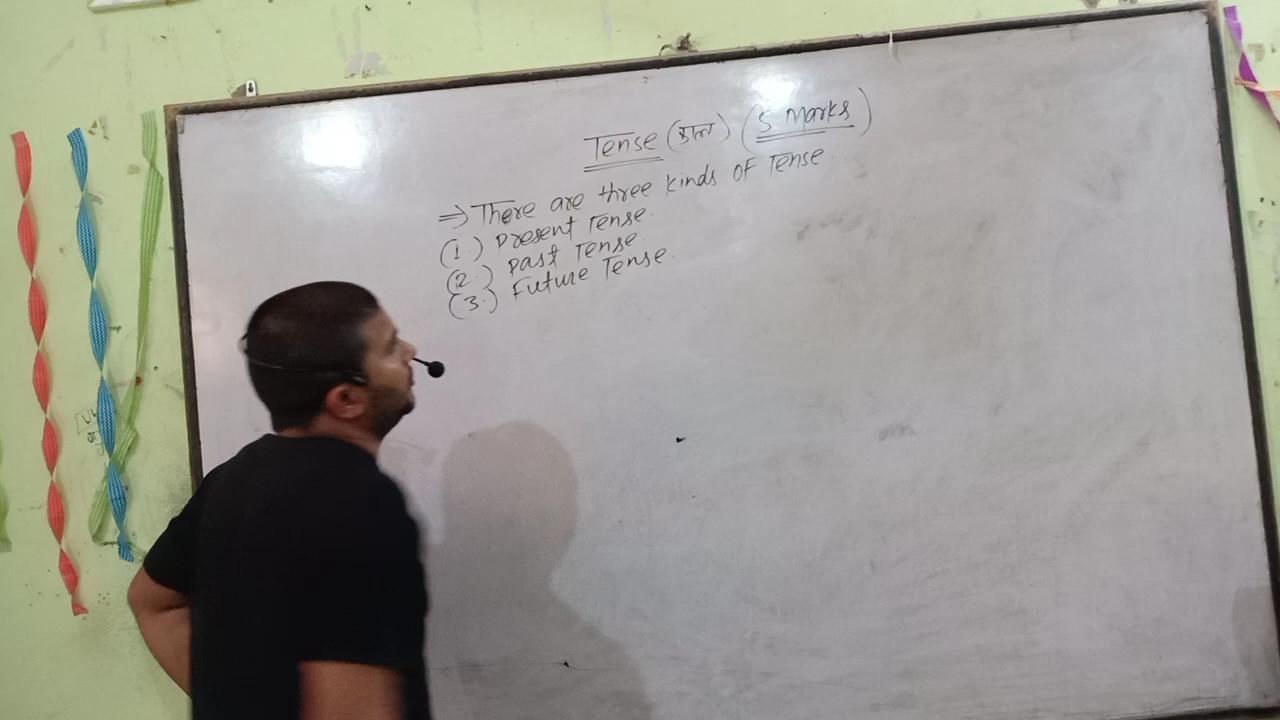 Tense (काल) (5 Marks)
⇒ There are three kinds of Tense.
(1.) Present Tense.
(2.) Past Tense.
(3.) Future Tense.